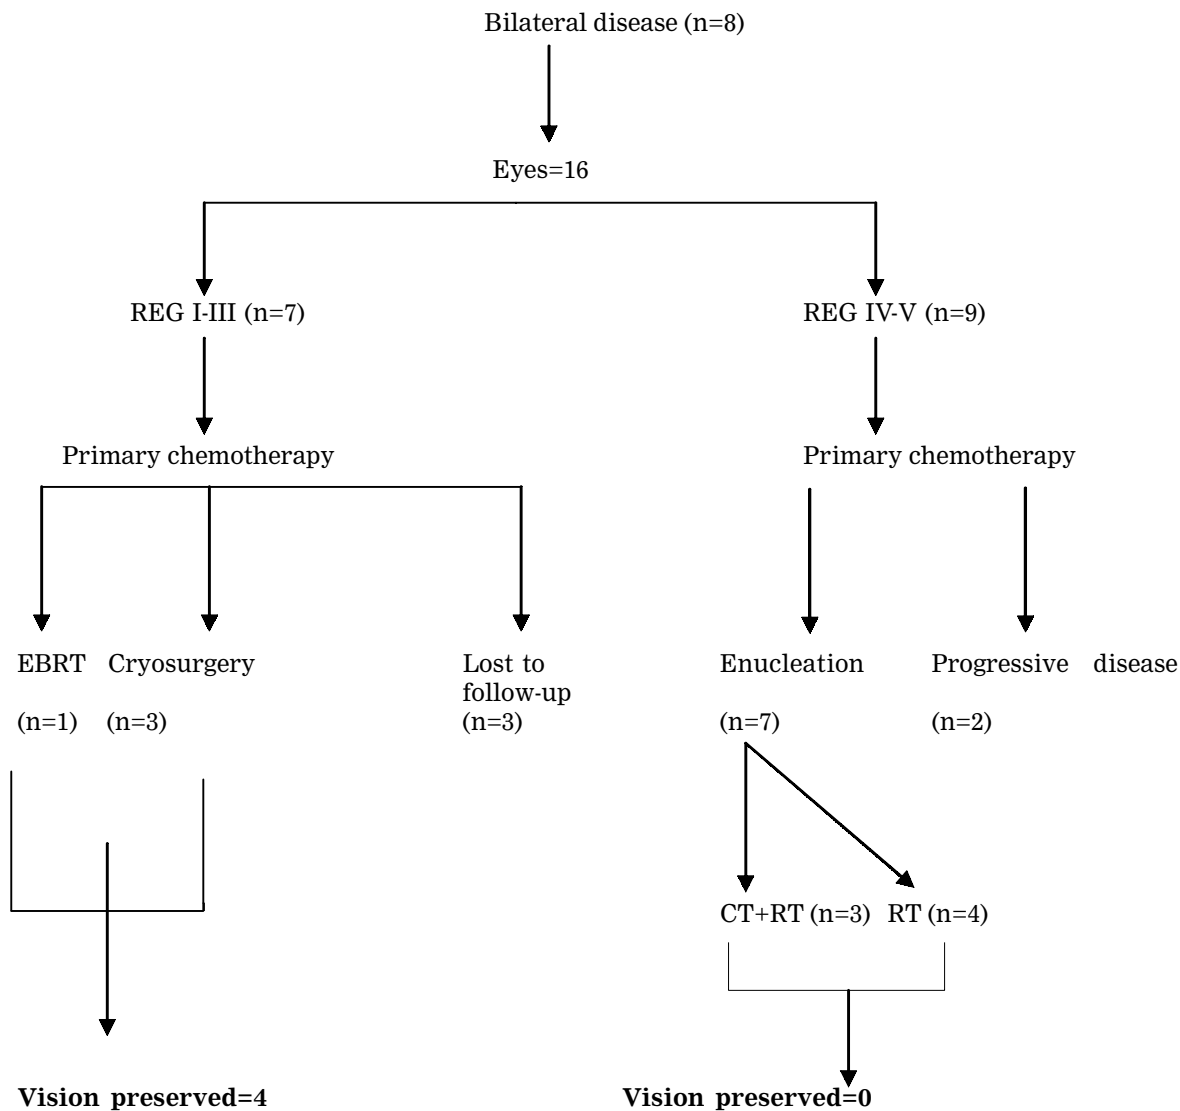 Bilateral disease (n=8)
Eyes=16
REG I-III (n=7)
REG IV-V (n=9)
Primary chemotherapy
Primary chemotherapy
EBRT
Cryosurgery
Lost to
follow-up
Enucleation
Progressive disease
(n=1)
(n=3)
(n=3)
(n=7)
(n=2)
CT+RT (n=3)
RT (n=4)
Vision preserved=4
Vision preserved=0